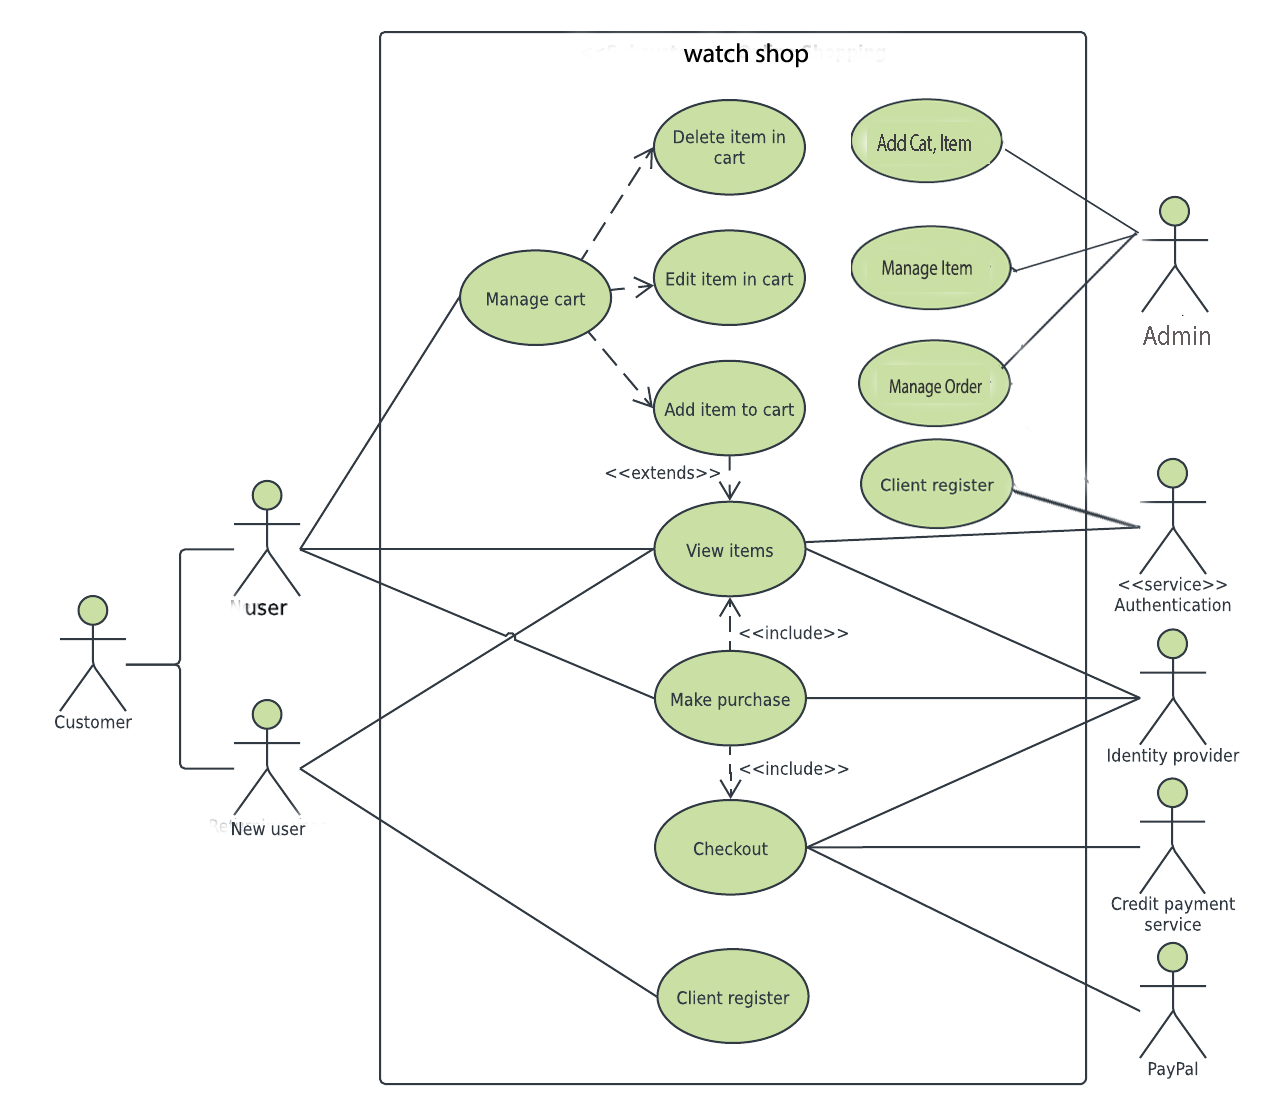 watch shop
Delete item in
cart
Add Cat, Item
Manage Item
Manage cart
Edit item in cart
Admin
Manage Order
Add item to cart
<<extends>>
Client register
View items
<<service>>
Authentication
user
<<include>>
Customer
Make purchase
Identity provider
<<include>>
New user
Checkout
Credit payment
service
Client register
PayPal